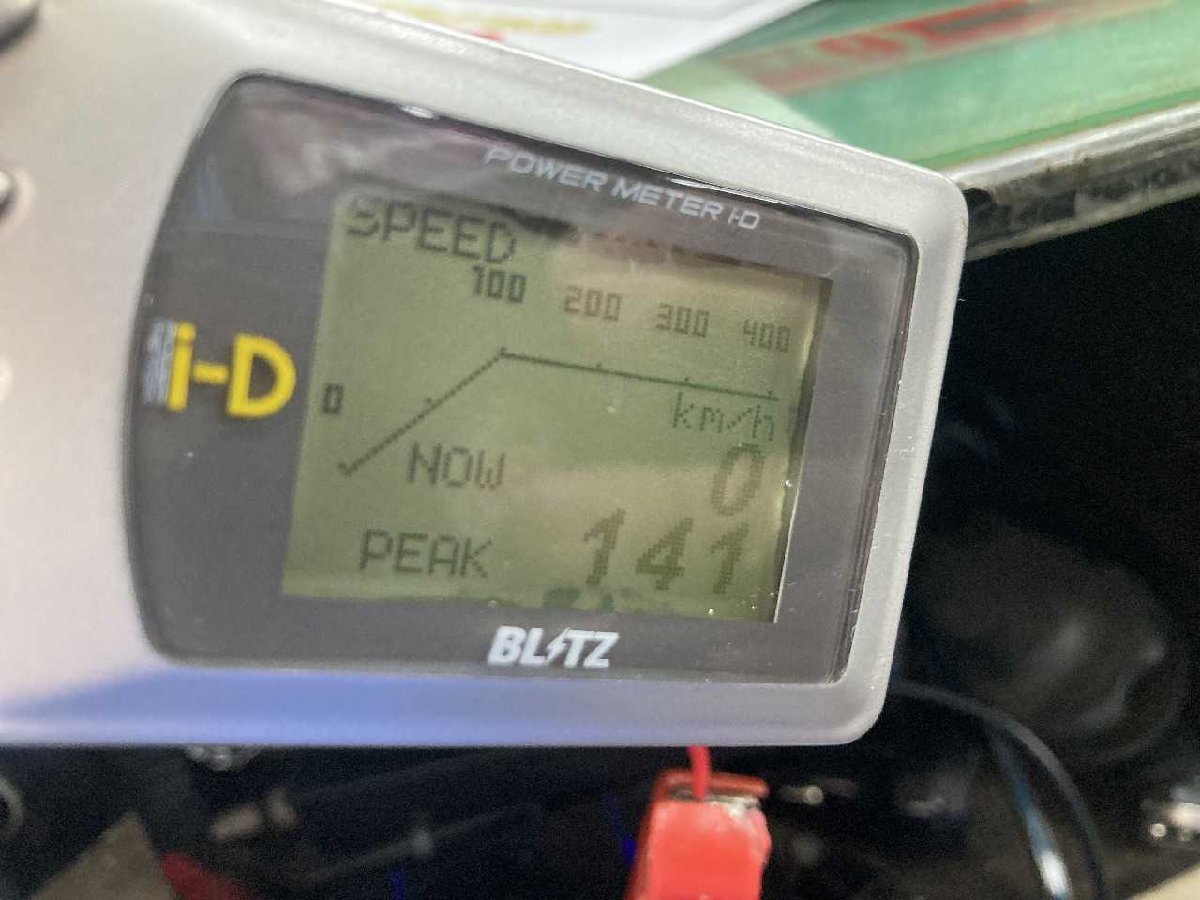 POWER METER i-D
SPEED
100 200 300 400
0
km/h
NOW 0
PEAK 141
i-D
BLITZ